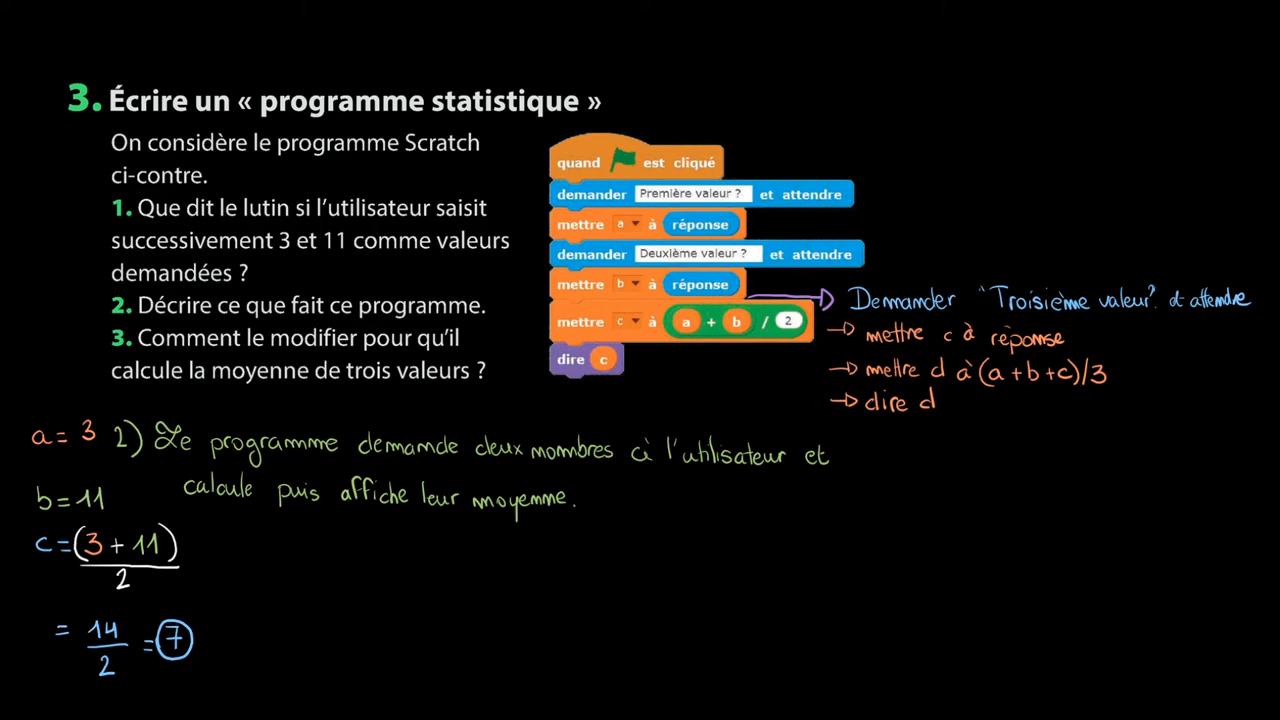 3. Écrire un « programme statistique »
On considère le programme Scratch
ci-contre.
1. Que dit le lutin si l'utilisateur saisit
successivement 3 et 11 comme valeurs
demandées ?
2. Décrire ce que fait ce programme.
3. Comment le modifier pour qu'il
calcule la moyenne de trois valeurs ?
quand est cliqué
demander Première valeur ? et attendre
mettre a à réponse
demander Deuxième valeur ? et attendre
mettre b à réponse
mettre c à a + b / 2
dire c
Demander "Troisième valeur? et attendre
→ mettre c à réponse
→ mettre d à (a + b + c)/3
→ dire d
a = 3
b = 11
c = (3 + 11)
2
= 14
2
= 7
2) Le programme demande deux nombres à l'utilisateur et
calcule puis affiche leur moyenne.